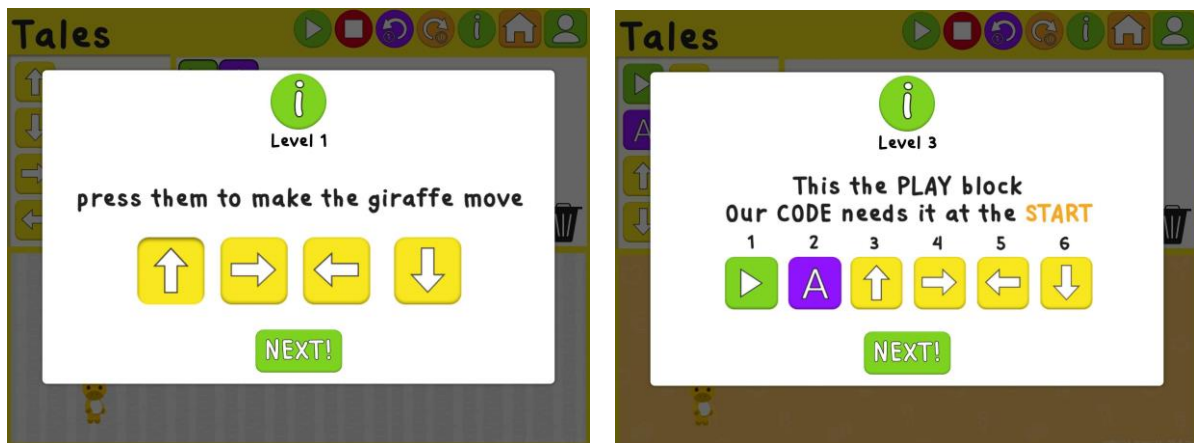 Tales
Level 1
press them to make the giraffe move
NEXT!
Tales
A
Level 3
This the PLAY block
Our CODE needs it at the START
1 2 3 4 5 6
A
NEXT!